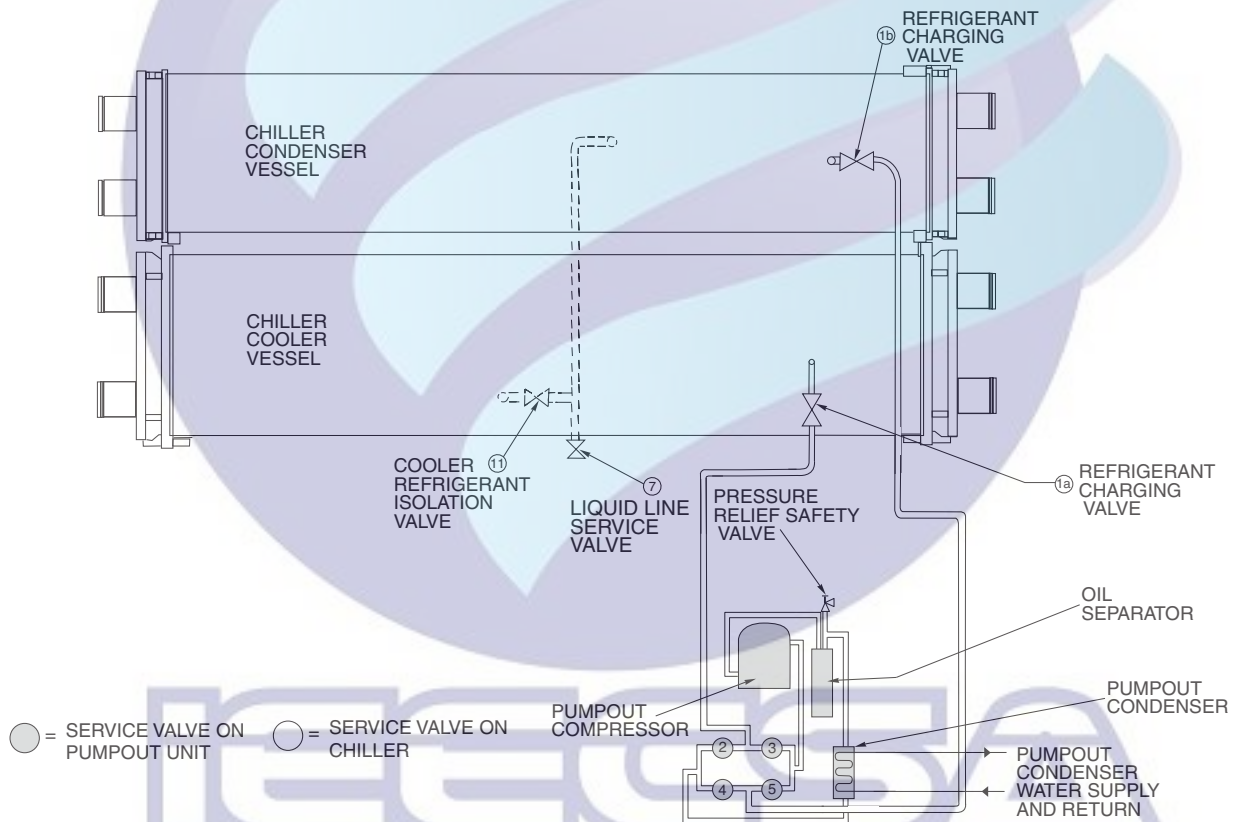 REFRIGERANT
1b CHARGING
VALVE
CHILLER
CONDENSER
VESSEL
CHILLER
COOLER
VESSEL
COOLER 11
REFRIGERANT
ISOLATION
VALVE
7
LIQUID LINE
SERVICE
VALVE
PRESSURE
RELIEF SAFETY
VALVE
1a REFRIGERANT
CHARGING
VALVE
OIL
SEPARATOR
PUMPOUT
CONDENSER
PUMPOUT
COMPRESSOR
= SERVICE VALVE ON
PUMPOUT UNIT
= SERVICE VALVE ON
CHILLER
2 3
4 5
PUMPOUT
CONDENSER
WATER SUPPLY
AND RETURN
IEECSA